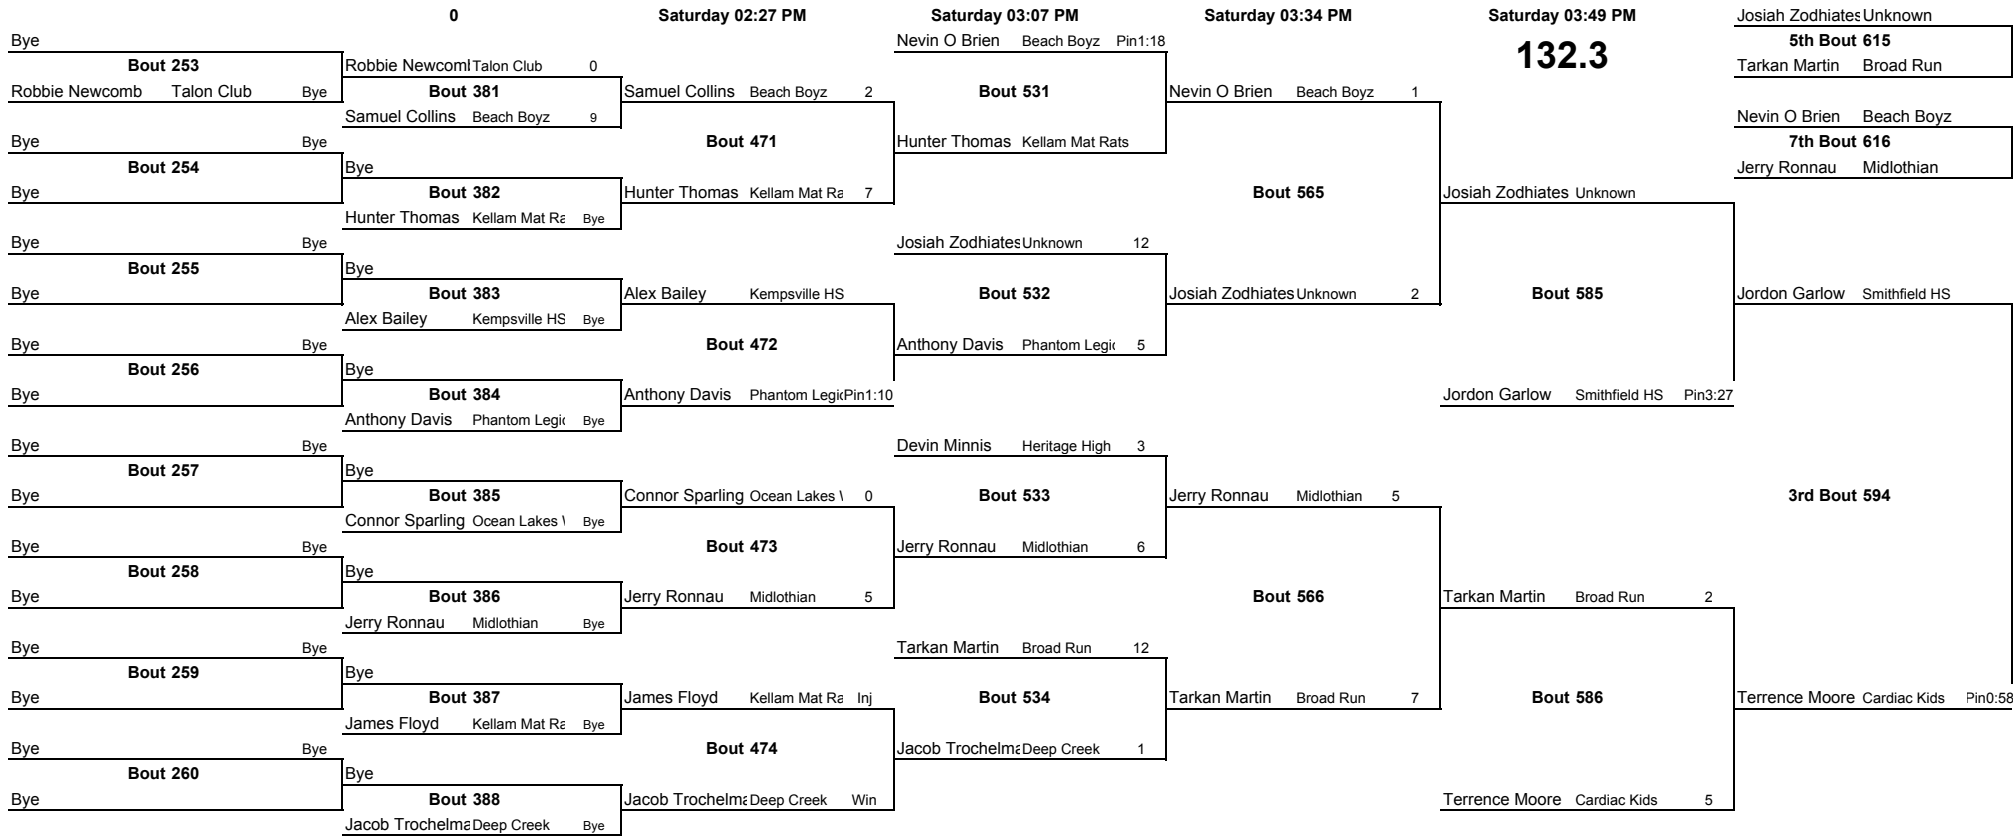 0 Saturday 02:27 PM Saturday 03:07 PM Saturday 03:34 PM Saturday 03:49 PM Josiah Zodhiates Unknown
Bye Nevin O Brien Beach Boyz Pin1:18 132.3 5th Bout 615
Bout 253 Robbie Newcoml Talon Club 0 Tarkan Martin Broad Run
Robbie Newcomb Talon Club Bye Bout 381 Samuel Collins Beach Boyz 2 Bout 531 Nevin O Brien Beach Boyz 1
Samuel Collins Beach Boyz 9 Nevin O Brien Beach Boyz
Bye Bye Bout 471 Hunter Thomas Kellam Mat Rats 7th Bout 616
Bout 254 Bye Jerry Ronnau Midlothian
Bye Bout 382 Hunter Thomas Kellam Mat Ra 7 Bout 565 Josiah Zodhiates Unknown
Hunter Thomas Kellam Mat Ra Bye
Bye Bye Josiah Zodhiates Unknown 12
Bout 255 Bye
Bye Bout 383 Alex Bailey Kempsville HS Bout 532 Josiah Zodhiates Unknown 2 Bout 585 Jordon Garlow Smithfield HS
Alex Bailey Kempsville HS Bye
Bye Bye Bout 472 Anthony Davis Phantom Legi 5
Bout 256 Bye
Bye Bout 384 Anthony Davis Phantom Legi Pin1:10 Jordon Garlow Smithfield HS Pin3:27
Anthony Davis Phantom Legi Bye
Bye Bye Devin Minnis Heritage High 3
Bout 257 Bye
Bye Bout 385 Connor Sparling Ocean Lakes \ 0 Bout 533 Jerry Ronnau Midlothian 5 3rd Bout 594
Connor Sparling Ocean Lakes \ Bye
Bye Bye Bout 473 Jerry Ronnau Midlothian 6
Bout 258 Bye
Bye Bout 386 Jerry Ronnau Midlothian 5 Bout 566 Tarkan Martin Broad Run 2
Jerry Ronnau Midlothian Bye
Bye Bye Tarkan Martin Broad Run 12
Bout 259 Bye
Bye Bout 387 James Floyd Kellam Mat Ra Inj Bout 534 Tarkan Martin Broad Run 7 Bout 586 Terrence Moore Cardiac Kids Pin0:58
James Floyd Kellam Mat Ra Bye
Bye Bye Bout 474 Jacob Trochelma Deep Creek 1
Bout 260 Bye
Bye Bout 388 Jacob Trochelma Deep Creek Win Terrence Moore Cardiac Kids 5
Jacob Trochelma Deep Creek Bye